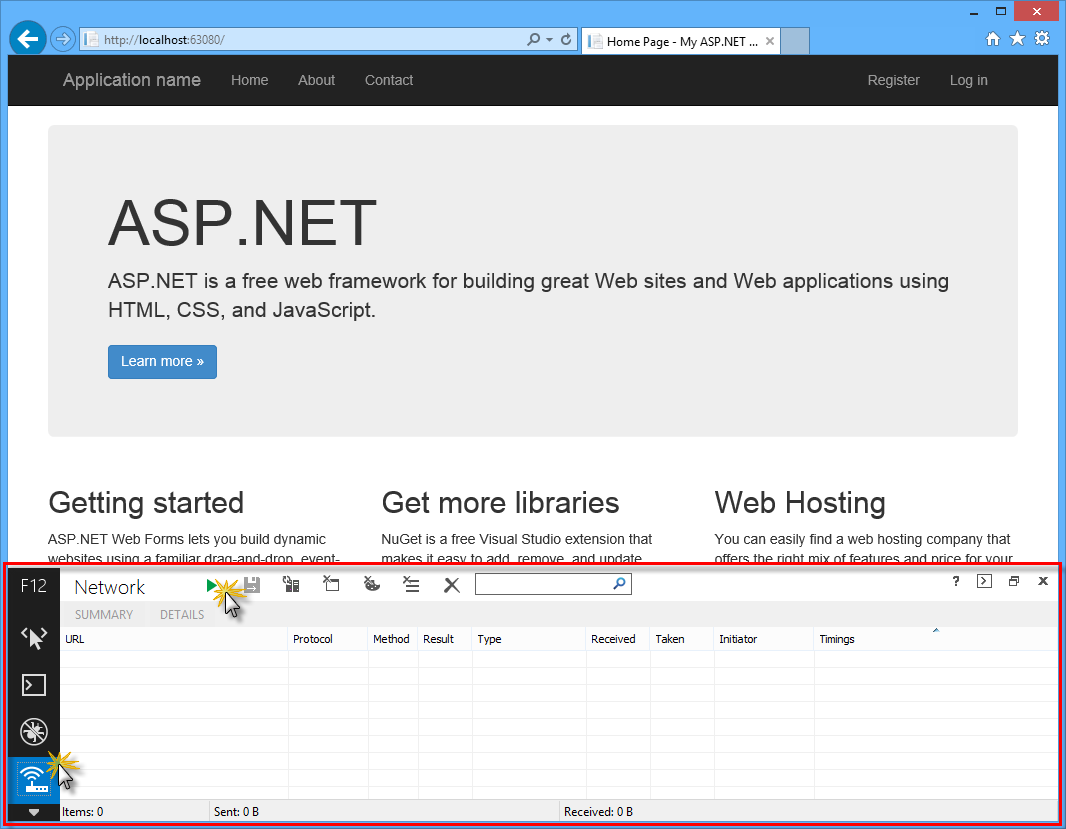 http://localhost:63080/
Home Page - My ASP.NET ...
Application name Home About Contact Register Log in
ASP.NET
ASP.NET is a free web framework for building great Web sites and Web applications using
HTML, CSS, and JavaScript.
Learn more »
Getting started
ASP.NET Web Forms lets you build dynamic
websites using a familiar drag-and-drop, event-
Get more libraries
NuGet is a free Visual Studio extension that
makes it easy to add, remove, and update
Web Hosting
You can easily find a web hosting company that
offers the right mix of features and price for your
F12 Network ?
SUMMARY DETAILS
URL Protocol Method Result Type Received Taken Initiator Timings
Items: 0 Sent: 0 B Received: 0 B